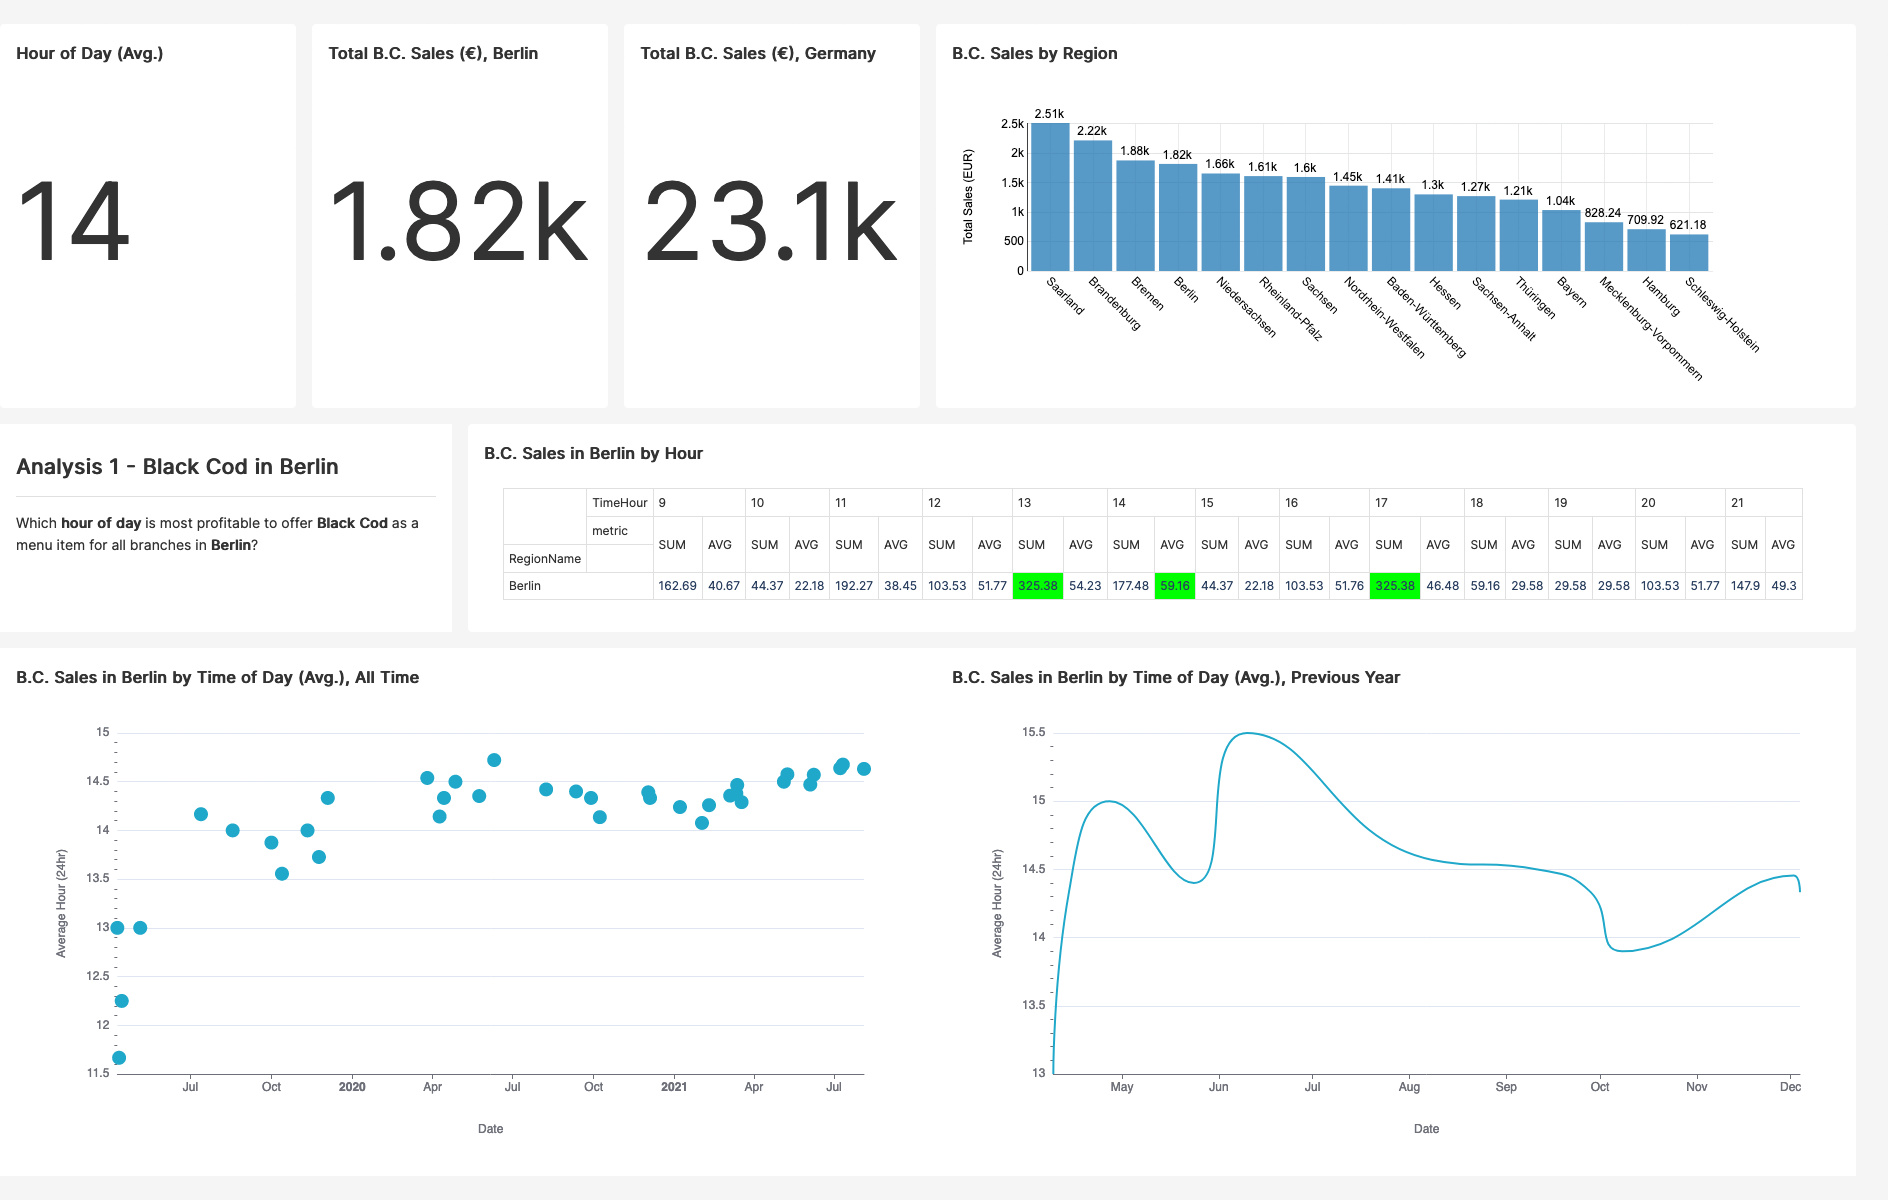 Hour of Day (Avg.)
14
Total B.C. Sales (€), Berlin
1.82k
Total B.C. Sales (€), Germany
23.1k
B.C. Sales by Region
Total Sales (EUR)
2.5k
2k
1.5k
1k
500
0
2.51k
2.22k
1.88k
1.82k
1.66k
1.61k
1.6k
1.45k
1.41k
1.3k
1.27k
1.21k
1.04k
828.24
709.92
621.18
Saarland
Brandenburg
Bremen
Berlin
Niedersachsen
Rheinland-Pfalz
Sachsen
Nordrhein-Westfalen
Baden-Württemberg
Hessen
Sachsen-Anhalt
Thüringen
Bayern
Mecklenburg-Vorpommern
Hamburg
Schleswig-Holstein
Analysis 1 - Black Cod in Berlin
Which hour of day is most profitable to offer Black Cod as a
menu item for all branches in Berlin?
B.C. Sales in Berlin by Hour
TimeHour 9 10 11 12 13 14 15 16 17 18 19 20 21
metric
SUM AVG SUM AVG SUM AVG SUM AVG SUM AVG SUM AVG SUM AVG SUM AVG SUM AVG SUM AVG SUM AVG SUM AVG SUM AVG
RegionName
Berlin 162.69 40.67 44.37 22.18 192.27 38.45 103.53 51.77 325.38 54.23 177.48 59.16 44.37 22.18 103.53 51.76 325.38 46.48 59.16 29.58 29.58 29.58 103.53 51.77 147.9 49.3
B.C. Sales in Berlin by Time of Day (Avg.), All Time
Average Hour (24hr)
15
14.5
14
13.5
13
12.5
12
11.5
Jul Oct 2020 Apr Jul Oct 2021 Apr Jul
Date
B.C. Sales in Berlin by Time of Day (Avg.), Previous Year
Average Hour (24hr)
15.5
15
14.5
14
13.5
13
May Jun Jul Aug Sep Oct Nov Dec
Date